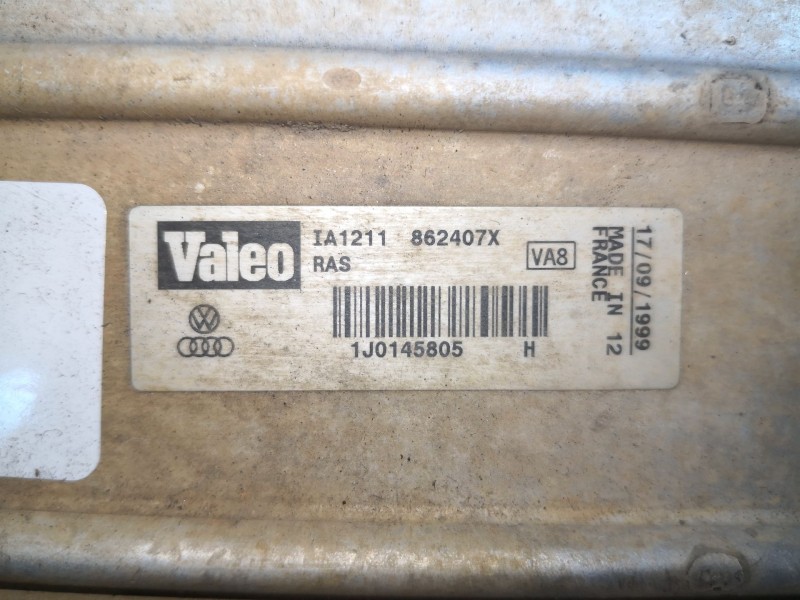 Valeo
IA1211 862407X
RAS
VA8
1J0145805 H
17/09/1999
MADE IN 12
FRANCE